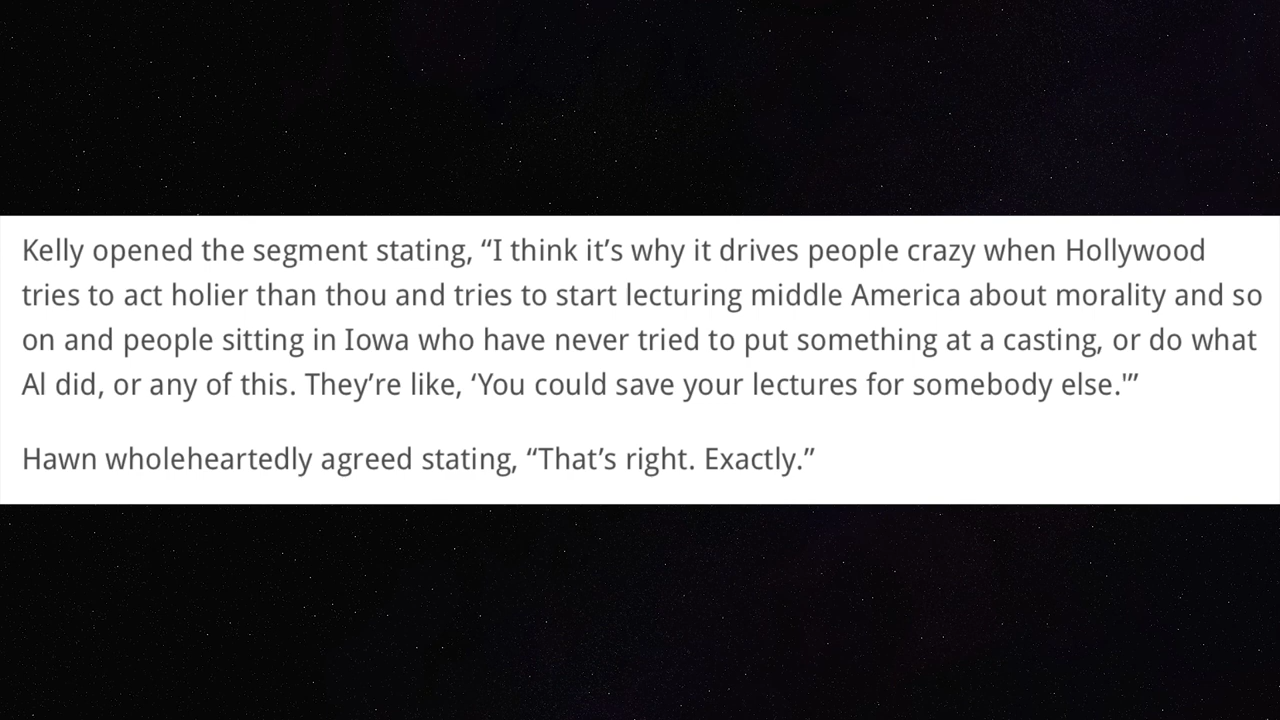 Kelly opened the segment stating, “I think it’s why it drives people crazy when Hollywood
tries to act holier than thou and tries to start lecturing middle America about morality and so
on and people sitting in Iowa who have never tried to put something at a casting, or do what
Al did, or any of this. They’re like, ‘You could save your lectures for somebody else.'”
Hawn wholeheartedly agreed stating, “That’s right. Exactly.”